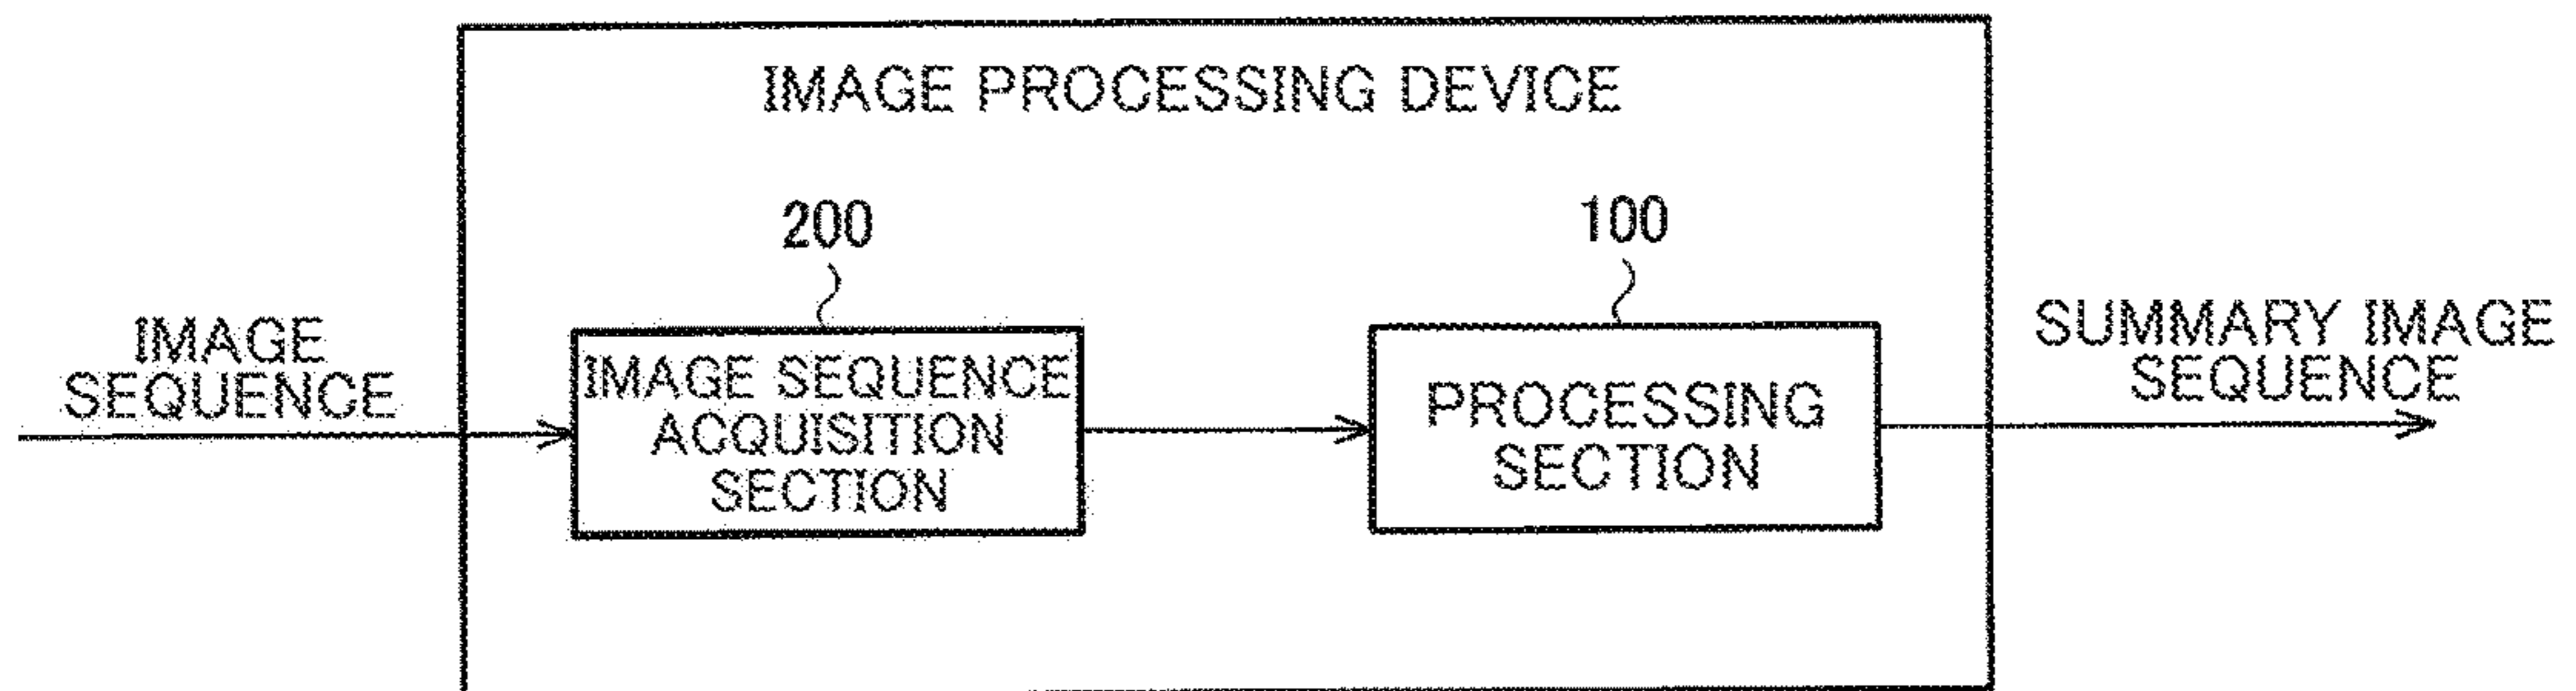 IMAGE PROCESSING DEVICE
200
100
IMAGE
SEQUENCE
IMAGE SEQUENCE
ACQUISITION
SECTION
PROCESSING
SECTION
SUMMARY IMAGE
SEQUENCE